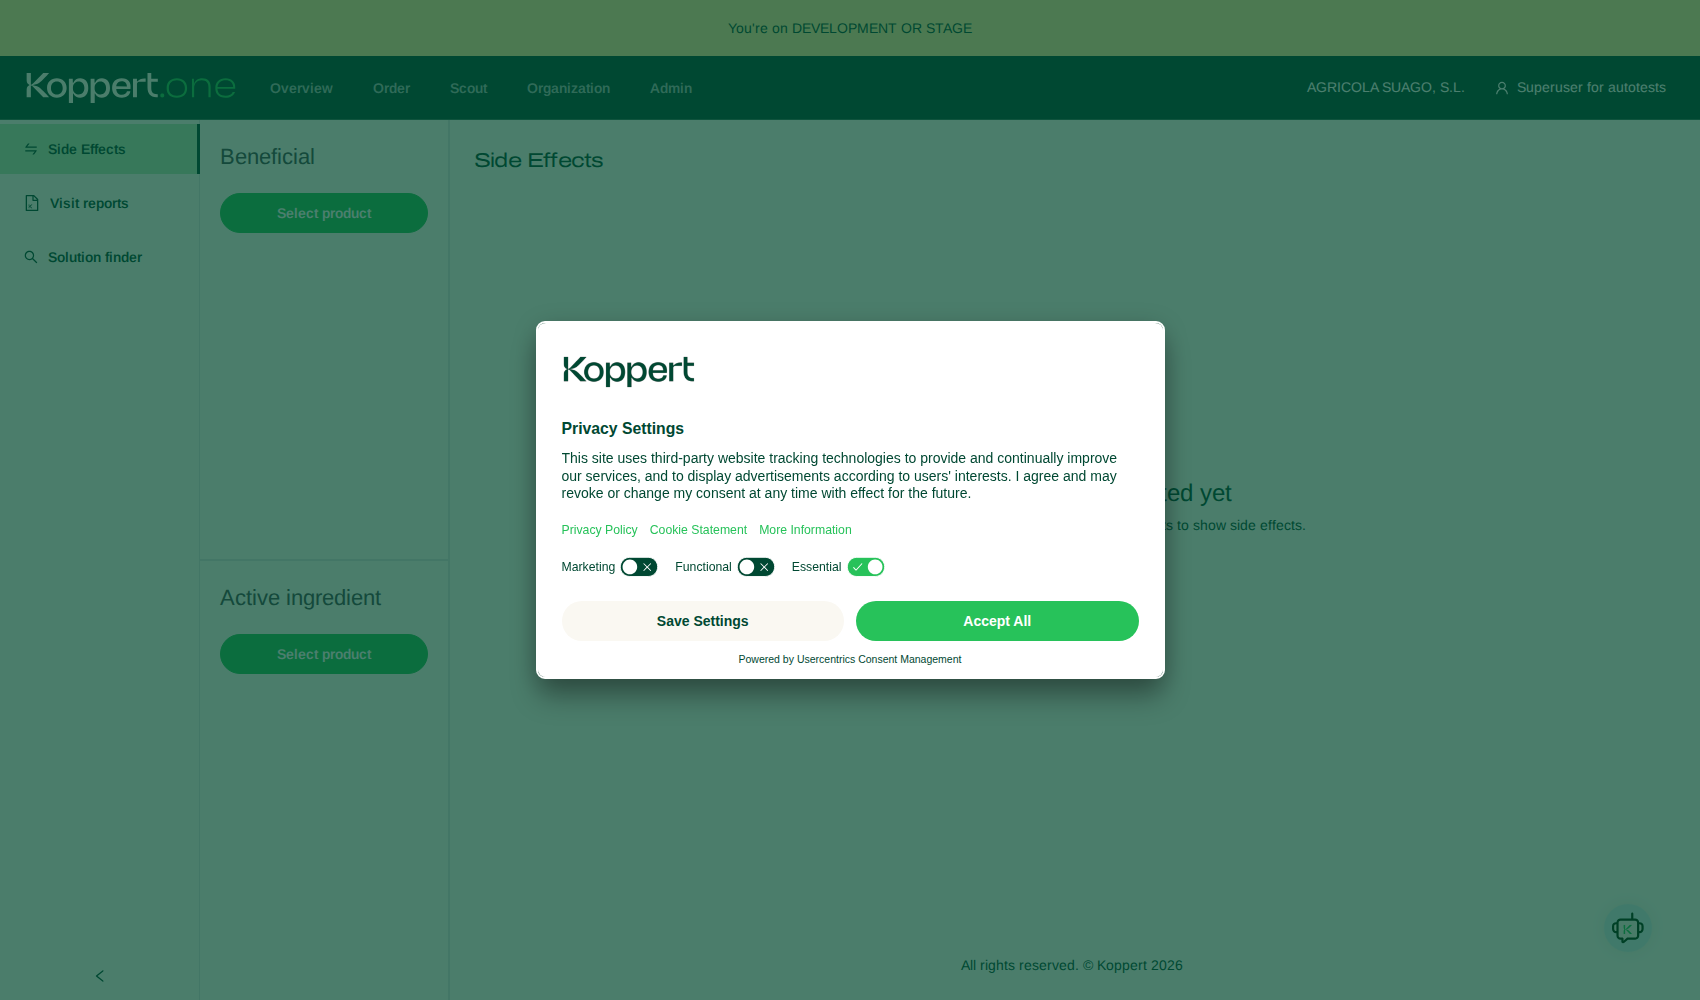 You're on DEVELOPMENT OR STAGE
Koppert.one
Overview
Order
Scout
Organization
Admin
AGRICOLA SUAGO, S.L.
Superuser for autotests
Side Effects
Visit reports
Solution finder
Beneficial
Select product
Active ingredient
Select product
Side Effects
yet
to show side effects.
Koppert
Privacy Settings
This site uses third-party website tracking technologies to provide and continually improve
our services, and to display advertisements according to users' interests. I agree and may
revoke or change my consent at any time with effect for the future.
Privacy Policy Cookie Statement More Information
Marketing Functional Essential
Save Settings Accept All
Powered by Usercentrics Consent Management
All rights reserved. © Koppert 2026